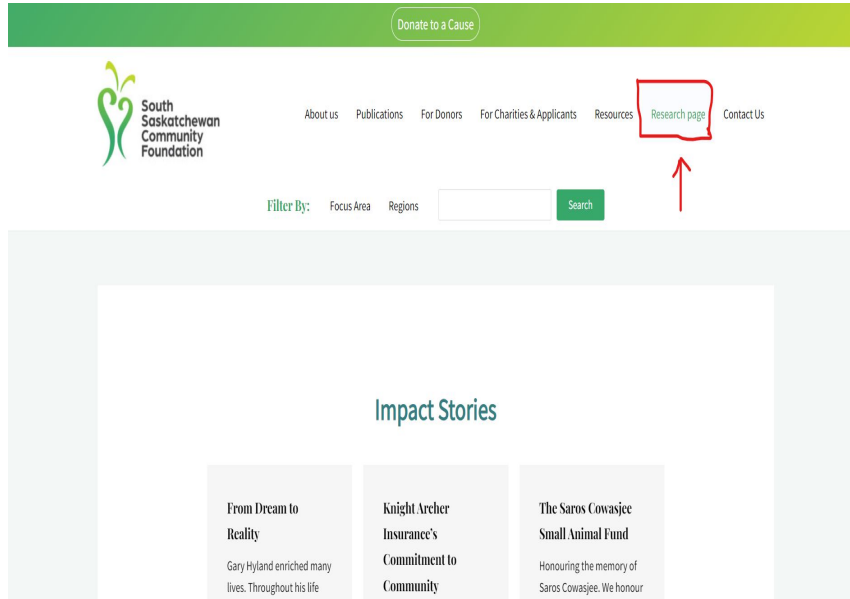 Donate to a Cause
South
Saskatchewan
Community
Foundation
About us Publications For Donors For Charities & Applicants Resources Research page Contact Us
Filter By: Focus Area Regions Search
Impact Stories
From Dream to
Reality
Gary Hyland enriched many
lives. Throughout his life
Knight Archer
Insurance's
Commitment to
Community
The Saros Cowasjee
Small Animal Fund
Honouring the memory of
Saros Cowasjee. We honour